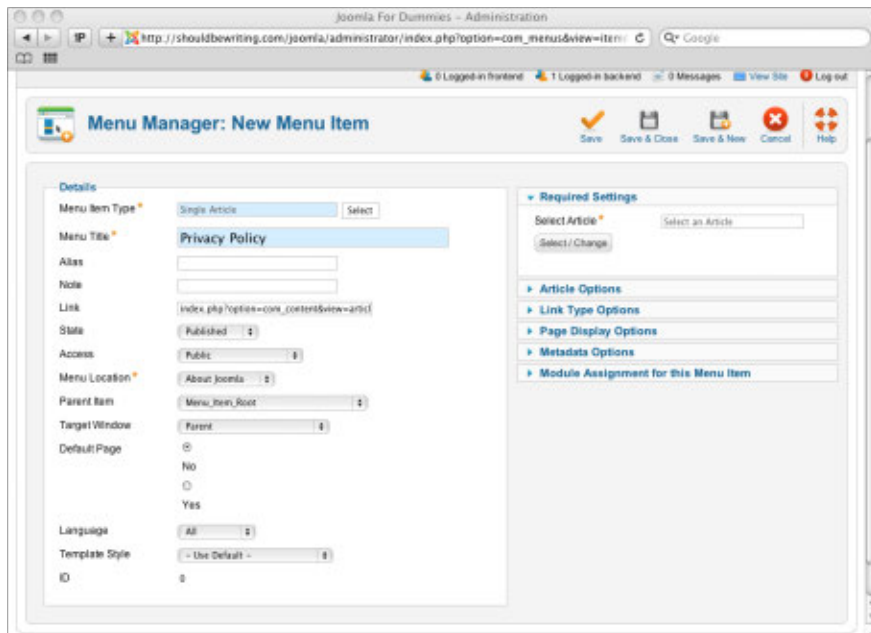 Joomla For Dummies – Administration
IP + http://shouldbewriting.com/joomla/administrator/index.php?option=com_menus&view=item Google
0 Logged-in frontend 1 Logged-in backend 0 Messages View Site Log out
Menu Manager: New Menu Item
Save Save & Close Save & New Cancel Help
Details
Menu Item Type * Single Article Select
Menu Title * Privacy Policy
Alias
Note
Link index.php?option=com_content&view=articl
State Published
Access Public
Menu Location * About Joomla
Parent Item Menu_Item_Root
Target Window Parent
Default Page
No
Yes
Language All
Template Style - Use Default -
ID 0
Required Settings
Select Article * Select an Article
Select / Change
Article Options
Link Type Options
Page Display Options
Metadata Options
Module Assignment for this Menu Item